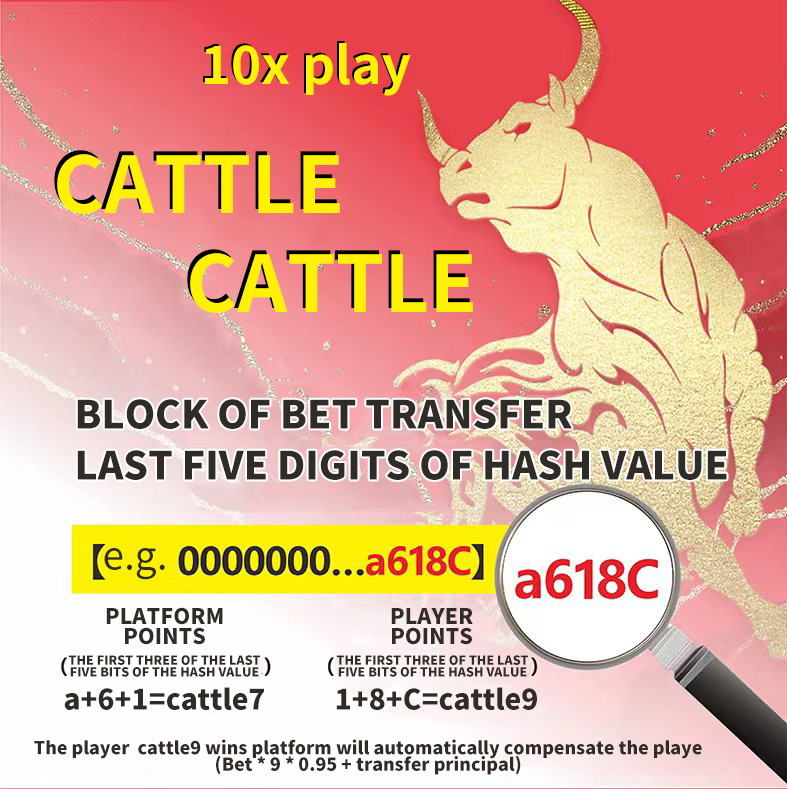 10x play
CATTLE
CATTLE
BLOCK OF BET TRANSFER
LAST FIVE DIGITS OF HASH VALUE
【e.g. 0000000...a618C】
a618C
PLATFORM
POINTS
(THE FIRST THREE OF THE LAST
FIVE BITS OF THE HASH VALUE)
a+6+1=cattle7
PLAYER
POINTS
(THE FIRST THREE OF THE LAST
FIVE BITS OF THE HASH VALUE)
1+8+C=cattle9
The player cattle9 wins platform will automatically compensate the playe
(Bet * 9 * 0.95 + transfer principal)